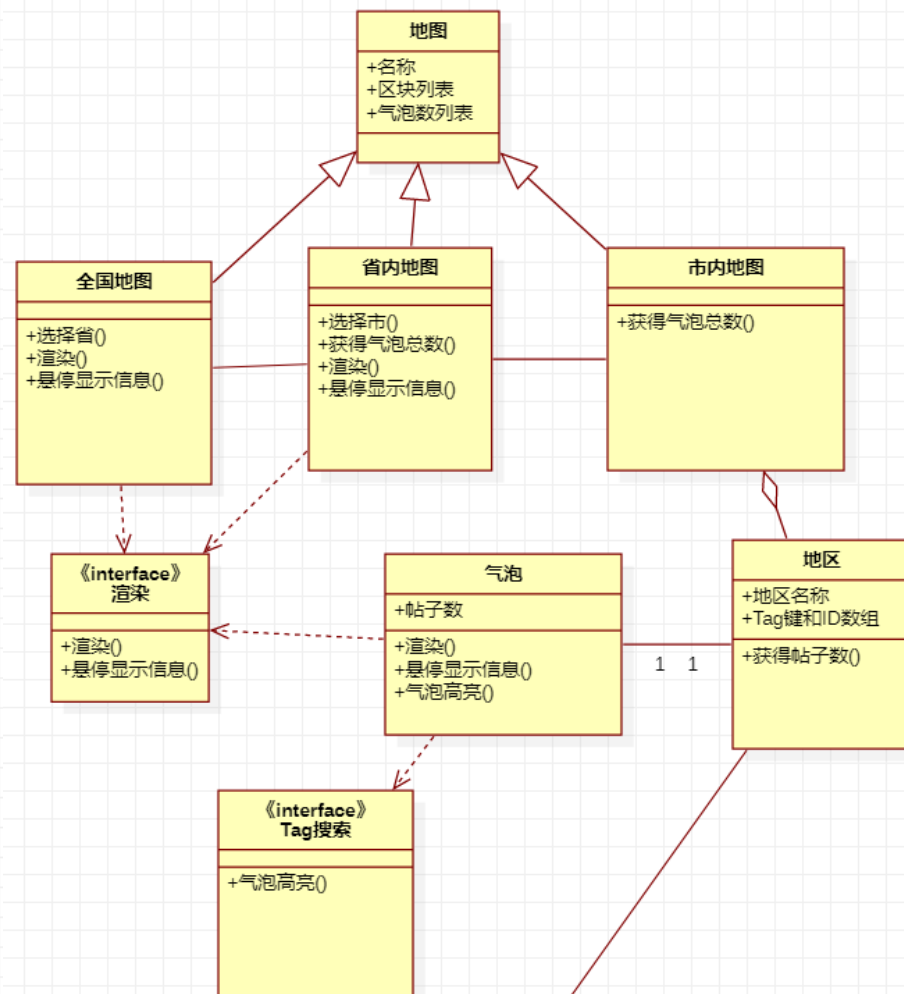 地图
+名称
+区块列表
+气泡数列表
全国地图
+选择省()
+渲染()
+悬停显示信息()
省内地图
+选择市()
+获得气泡总数()
+渲染()
+悬停显示信息()
市内地图
+获得气泡总数()
《interface》
渲染
+渲染()
+悬停显示信息()
气泡
+帖子数
+渲染()
+悬停显示信息()
+气泡高亮()
1 1
地区
+地区名称
+Tag键和ID数组
+获得帖子数()
《interface》
Tag搜索
+气泡高亮()